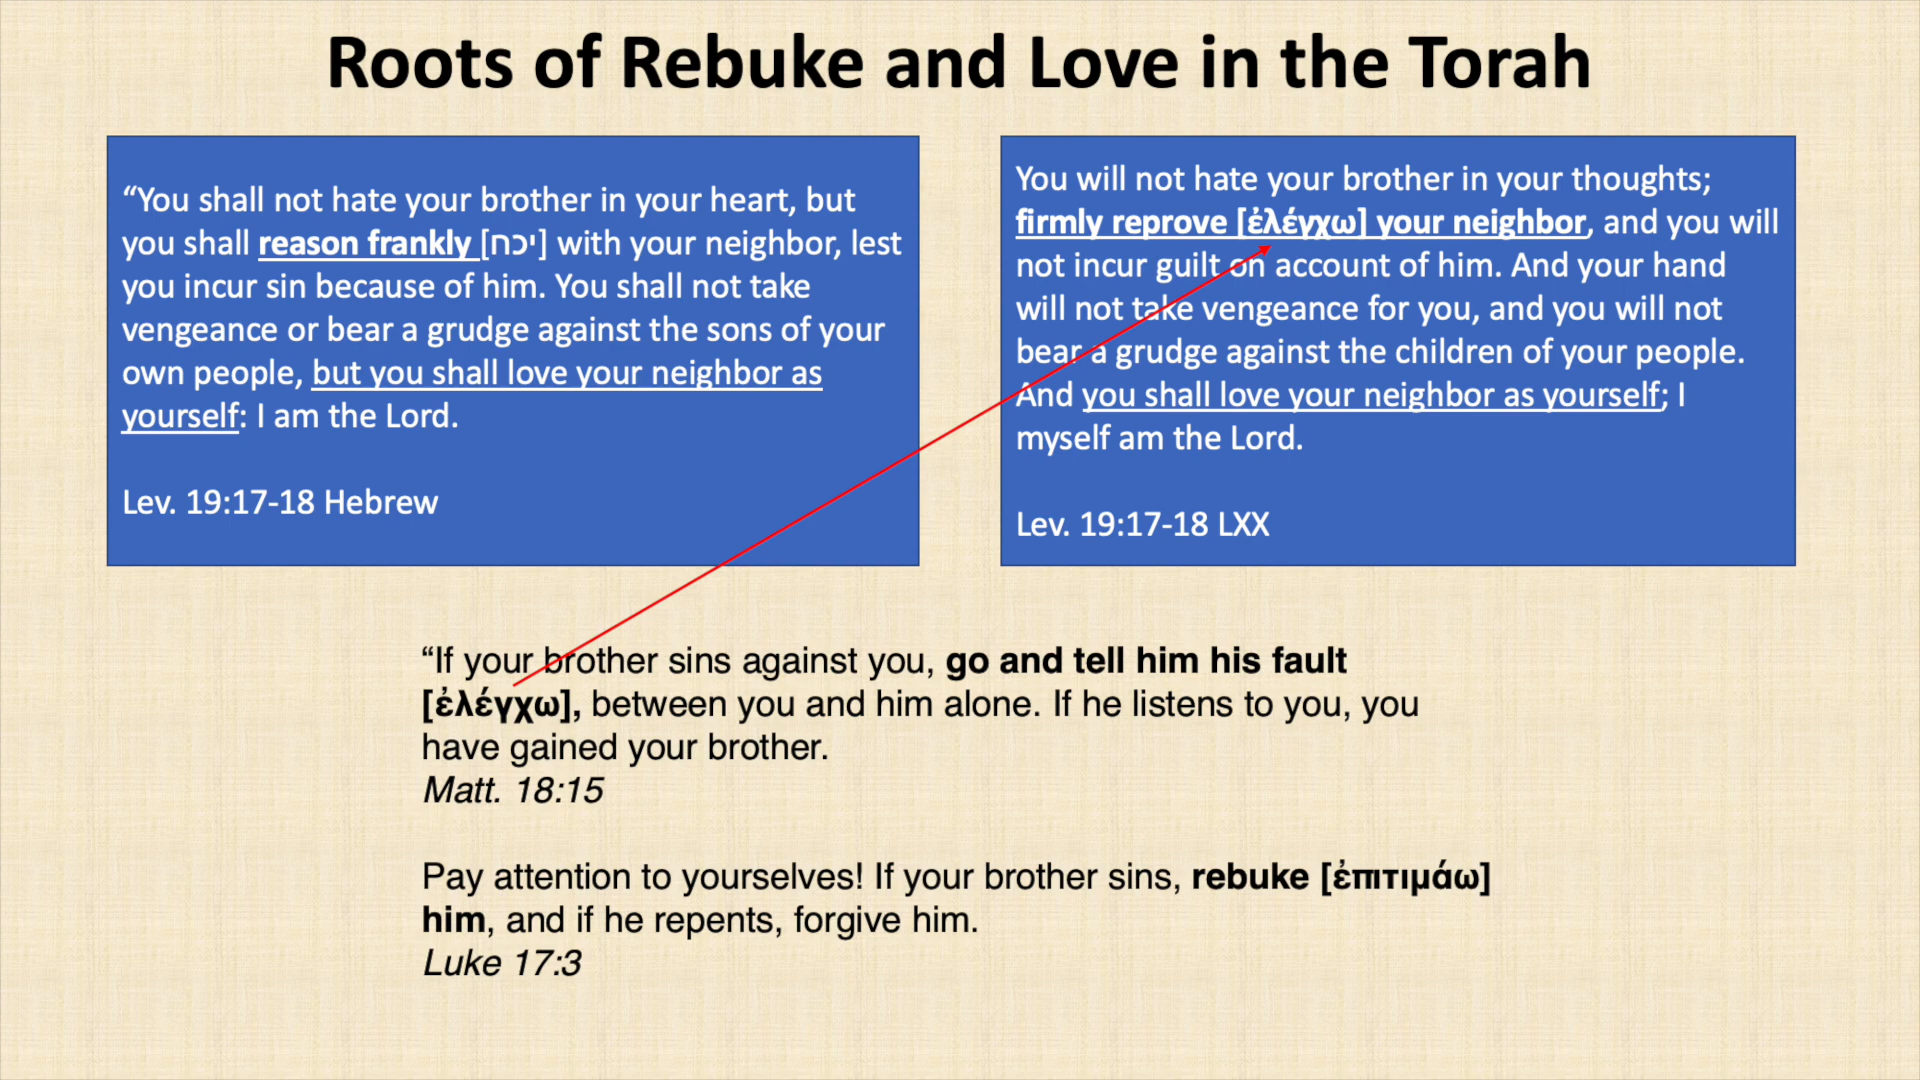 Roots of Rebuke and Love in the Torah
“You shall not hate your brother in your heart, but
you shall reason frankly [יכח] with your neighbor, lest
you incur sin because of him. You shall not take
vengeance or bear a grudge against the sons of your
own people, but you shall love your neighbor as
yourself: I am the Lord.
Lev. 19:17-18 Hebrew
You will not hate your brother in your thoughts;
firmly reprove [ἐλέγχω] your neighbor, and you will
not incur guilt on account of him. And your hand
will not take vengeance for you, and you will not
bear a grudge against the children of your people.
And you shall love your neighbor as yourself; I
myself am the Lord.
Lev. 19:17-18 LXX
“If your brother sins against you, go and tell him his fault
[ἐλέγχω], between you and him alone. If he listens to you, you
have gained your brother.
Matt. 18:15
Pay attention to yourselves! If your brother sins, rebuke [ἐπιτιμάω]
him, and if he repents, forgive him.
Luke 17:3